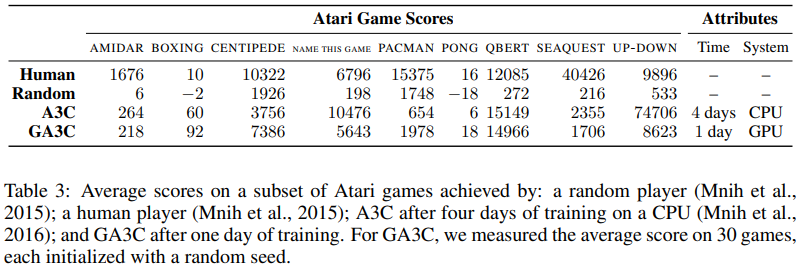 Atari Game Scores Attributes
AMIDAR BOXING CENTIPEDE NAME THIS GAME PACMAN PONG QBERT SEAQUEST UP-DOWN Time System
Human 1676 10 10322 6796 15375 16 12085 40426 9896 – –
Random 6 −2 1926 198 1748 −18 272 216 533 – –
A3C 264 60 3756 10476 654 6 15149 2355 74706 4 days CPU
GA3C 218 92 7386 5643 1978 18 14966 1706 8623 1 day GPU
Table 3: Average scores on a subset of Atari games achieved by: a random player (Mnih et al.,
2015); a human player (Mnih et al., 2015); A3C after four days of training on a CPU (Mnih et al.,
2016); and GA3C after one day of training. For GA3C, we measured the average score on 30 games,
each initialized with a random seed.